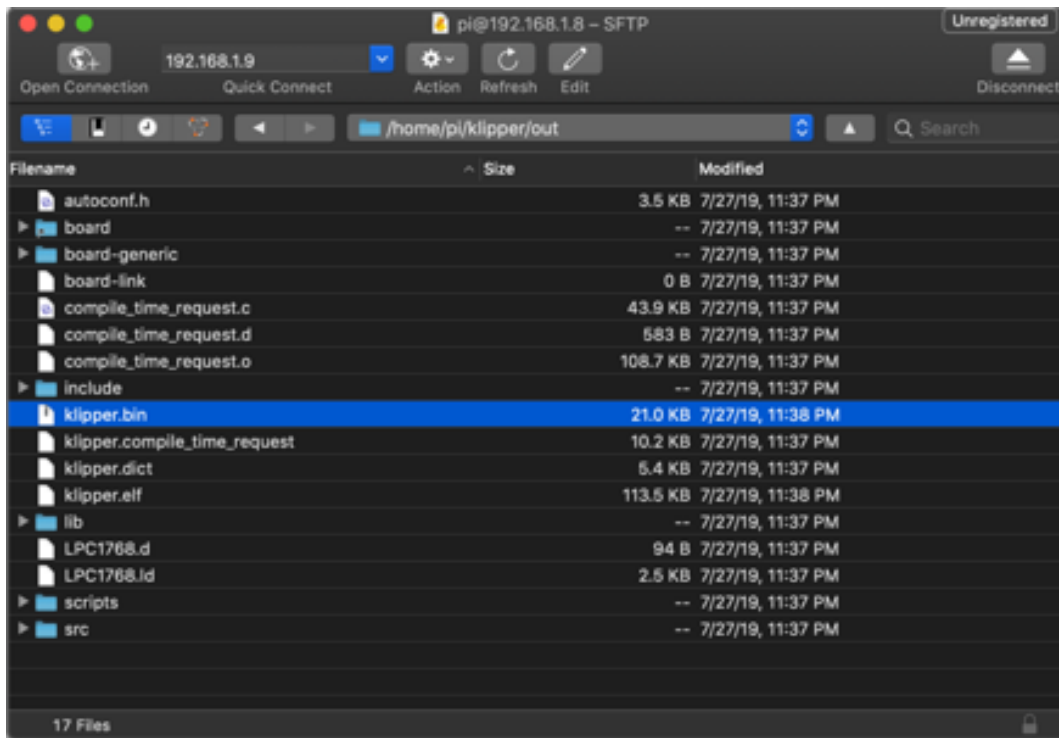 pi@192.168.1.8 – SFTP
Unregistered
192.168.1.9
Open Connection Quick Connect Action Refresh Edit Disconnect
/home/pi/klipper/out Search
Filename Size Modified
autoconf.h 3.5 KB 7/27/19, 11:37 PM
board -- 7/27/19, 11:37 PM
board-generic -- 7/27/19, 11:37 PM
board-link 0 B 7/27/19, 11:37 PM
compile_time_request.c 43.9 KB 7/27/19, 11:37 PM
compile_time_request.d 583 B 7/27/19, 11:37 PM
compile_time_request.o 108.7 KB 7/27/19, 11:37 PM
include -- 7/27/19, 11:37 PM
klipper.bin 21.0 KB 7/27/19, 11:38 PM
klipper.compile_time_request 10.2 KB 7/27/19, 11:37 PM
klipper.dict 5.4 KB 7/27/19, 11:37 PM
klipper.elf 113.5 KB 7/27/19, 11:38 PM
lib -- 7/27/19, 11:37 PM
LPC1768.d 94 B 7/27/19, 11:37 PM
LPC1768.ld 2.5 KB 7/27/19, 11:37 PM
scripts -- 7/27/19, 11:37 PM
src -- 7/27/19, 11:37 PM
17 Files